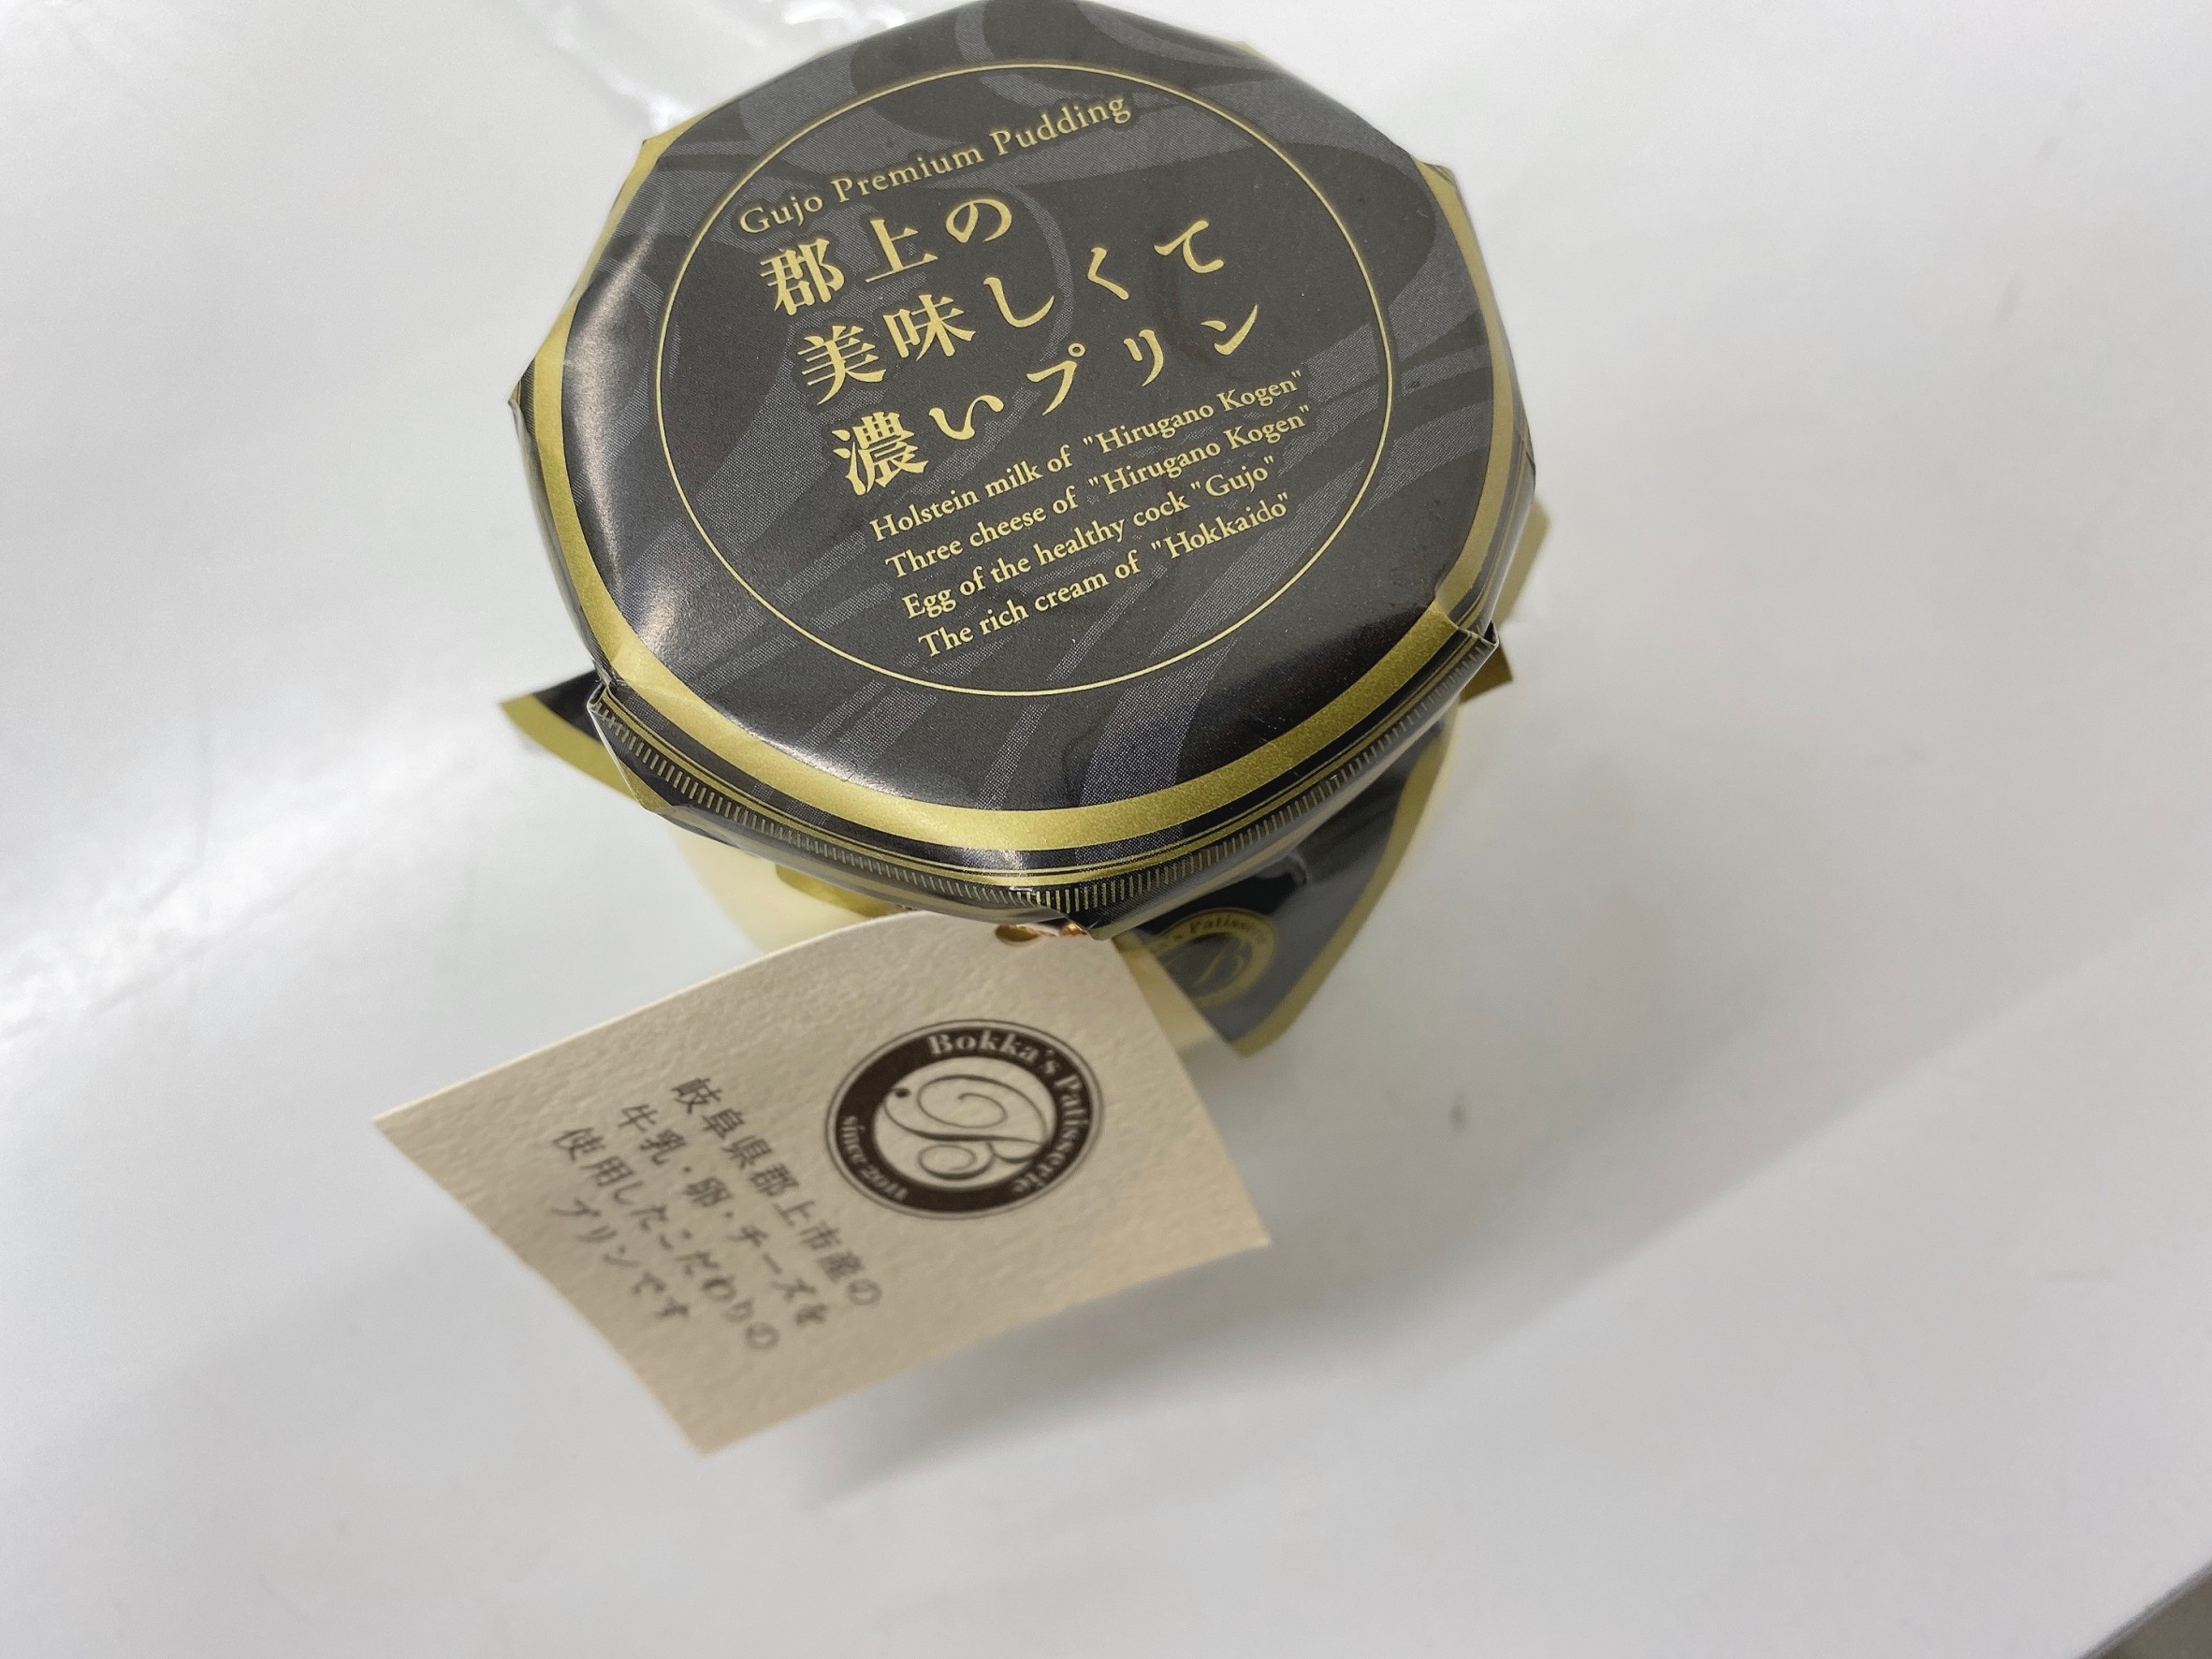 Gujo Premium Pudding
郡上の
美味しくて
濃いプリン
Holstein milk of "Hirugano Kogen"
Three cheese of "Hirugano Kogen"
Egg of the healthy cock "Gujo"
The rich cream of "Hokkaido"
's Patisserie
B
Bokka's Patisserie
B
since 2011
岐阜県郡上市産の
牛乳・卵・チーズを
使用したこだわりの
プリンです